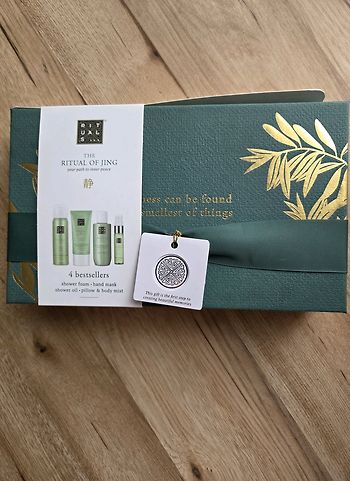 RITUALS...
THE
RITUAL OF JING
your path to inner peace
静
ness can be found
smallest of things
4 bestsellers
shower foam • hand mask
shower oil • pillow & body mist
This gift is the first step to
creating beautiful memories